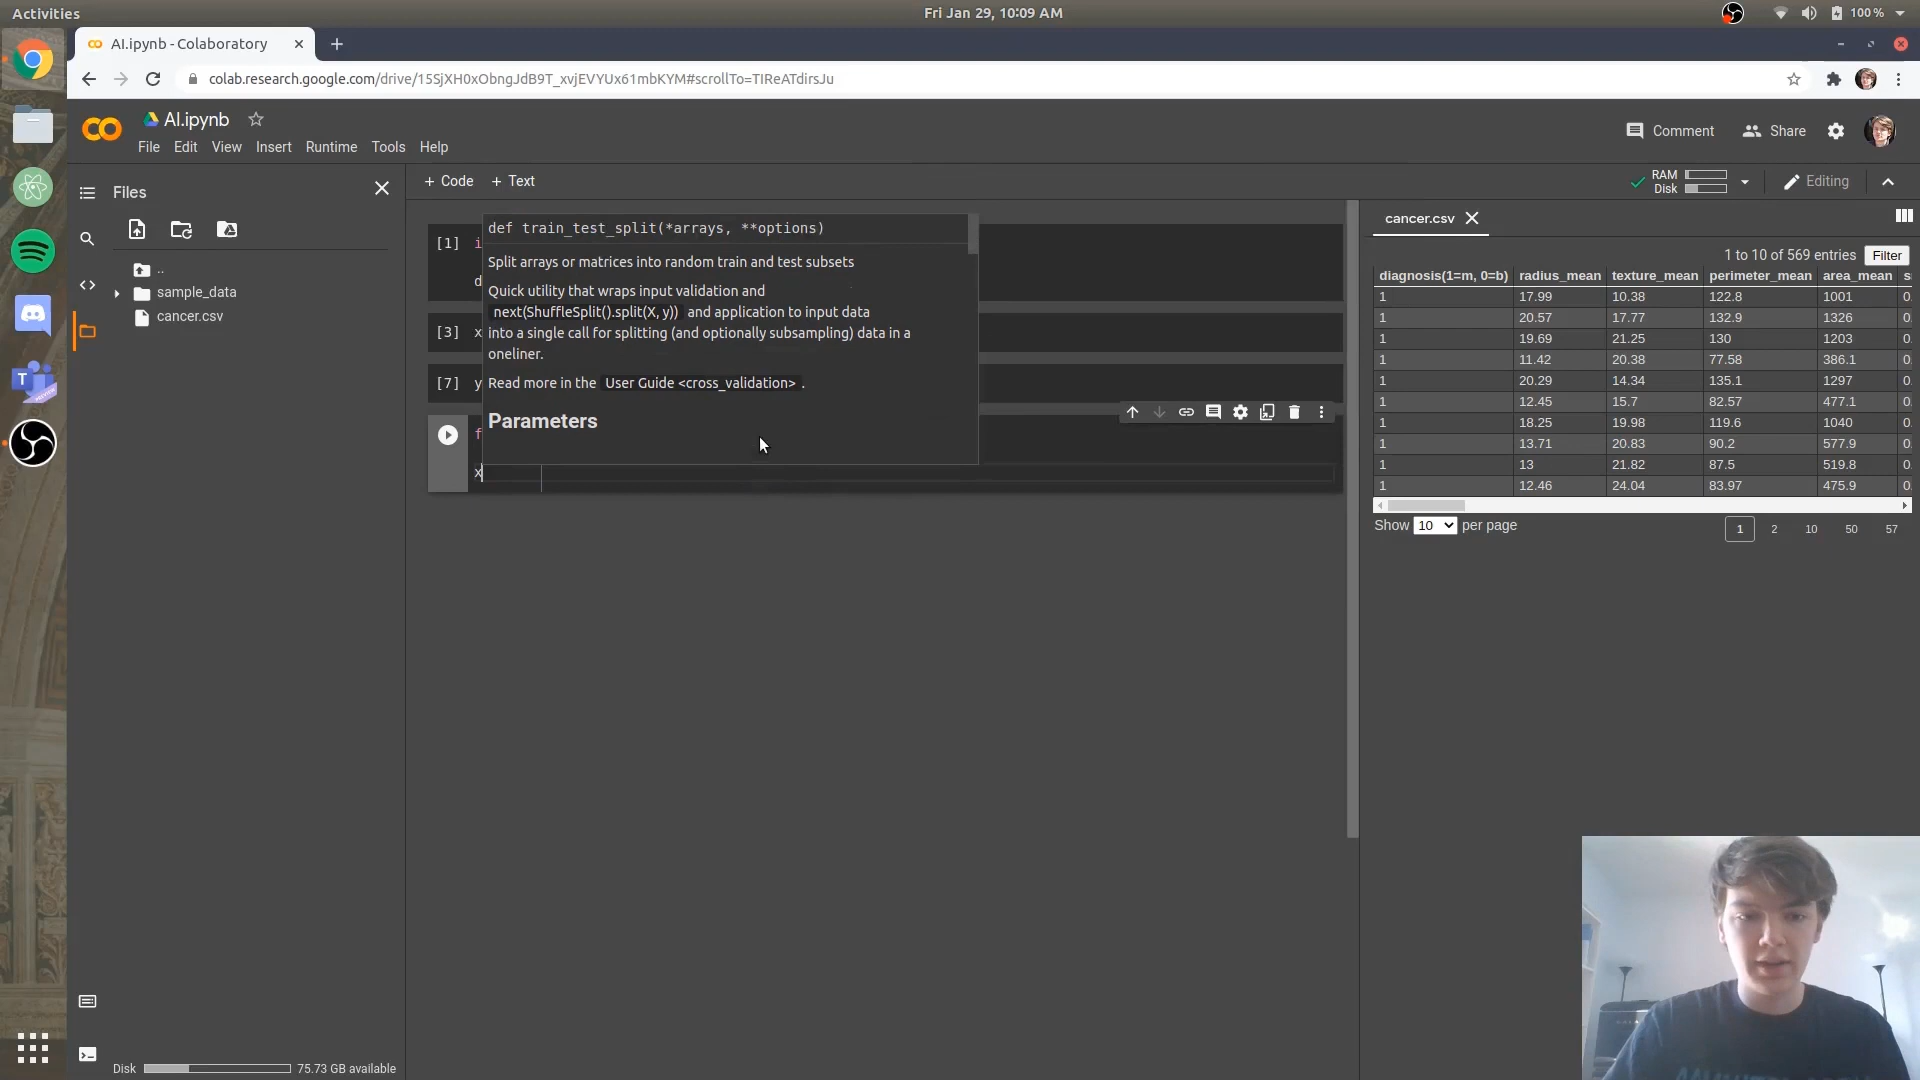 Activities
Fri Jan 29, 10:09 AM
100 %
AI.ipynb - Colaboratory
colab.research.google.com/drive/15SjXH0xObngJdB9T_xvjEVYUx61mbKYM#scrollTo=TIReATdirsJu
AI.ipynb
File Edit View Insert Runtime Tools Help
Comment
Share
Files
+ Code + Text
RAM
Disk
Editing
..
sample_data
cancer.csv
[1] i
d
[3] x
[7] y
f
x
def train_test_split(*arrays, **options)
Split arrays or matrices into random train and test subsets
Quick utility that wraps input validation and
next(ShuffleSplit().split(X, y)) and application to input data
into a single call for splitting (and optionally subsampling) data in a
oneliner.
Read more in the User Guide <cross_validation> .
Parameters
cancer.csv
1 to 10 of 569 entries Filter
diagnosis(1=m, 0=b) radius_mean texture_mean perimeter_mean area_mean s
1 17.99 10.38 122.8 1001 0.
1 20.57 17.77 132.9 1326 0.
1 19.69 21.25 130 1203 0.
1 11.42 20.38 77.58 386.1 0.
1 20.29 14.34 135.1 1297 0.
1 12.45 15.7 82.57 477.1 0.
1 18.25 19.98 119.6 1040 0.
1 13.71 20.83 90.2 577.9 0.
1 13 21.82 87.5 519.8 0.
1 12.46 24.04 83.97 475.9 0.
Show 10 per page
1 2 10 50 57
Disk 75.73 GB available